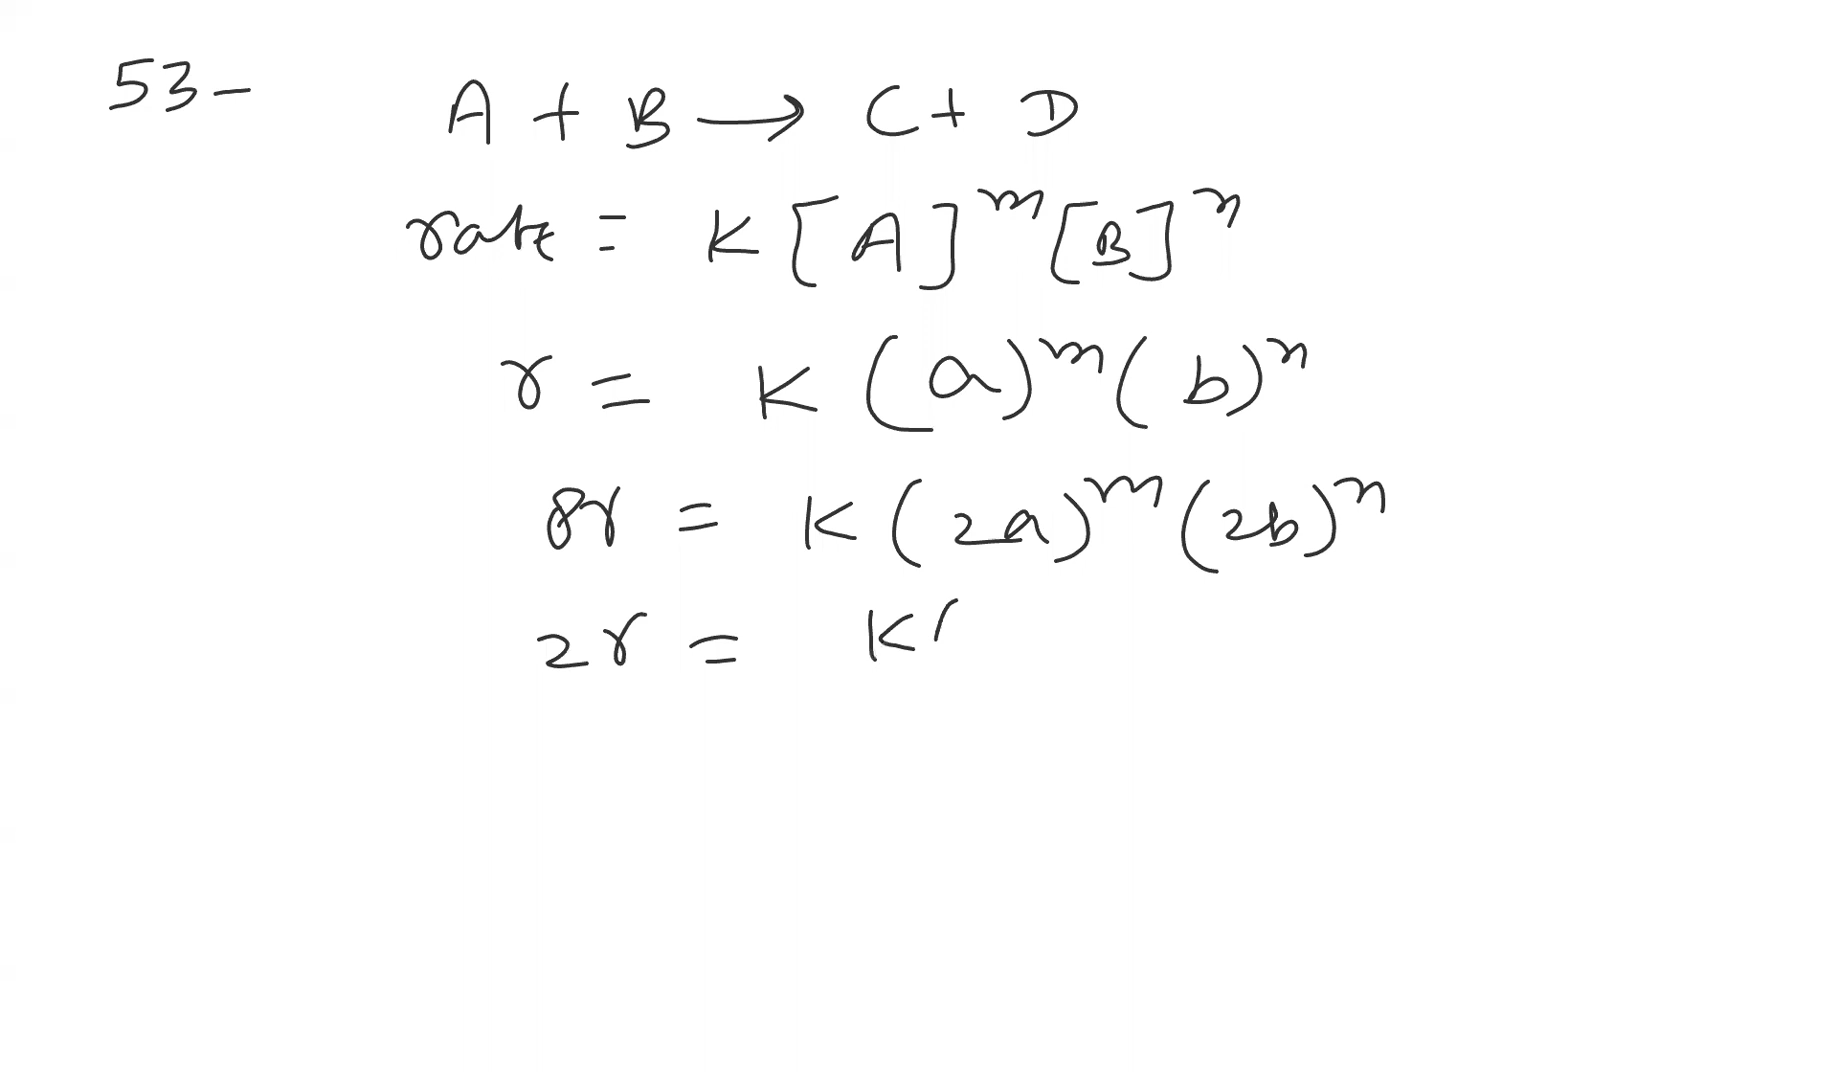 53-
A + B → C + D
rate = K[A]^m[B]^n
r = K(a)^m(b)^n
8r = K(2a)^m(2b)^n
2r = K(